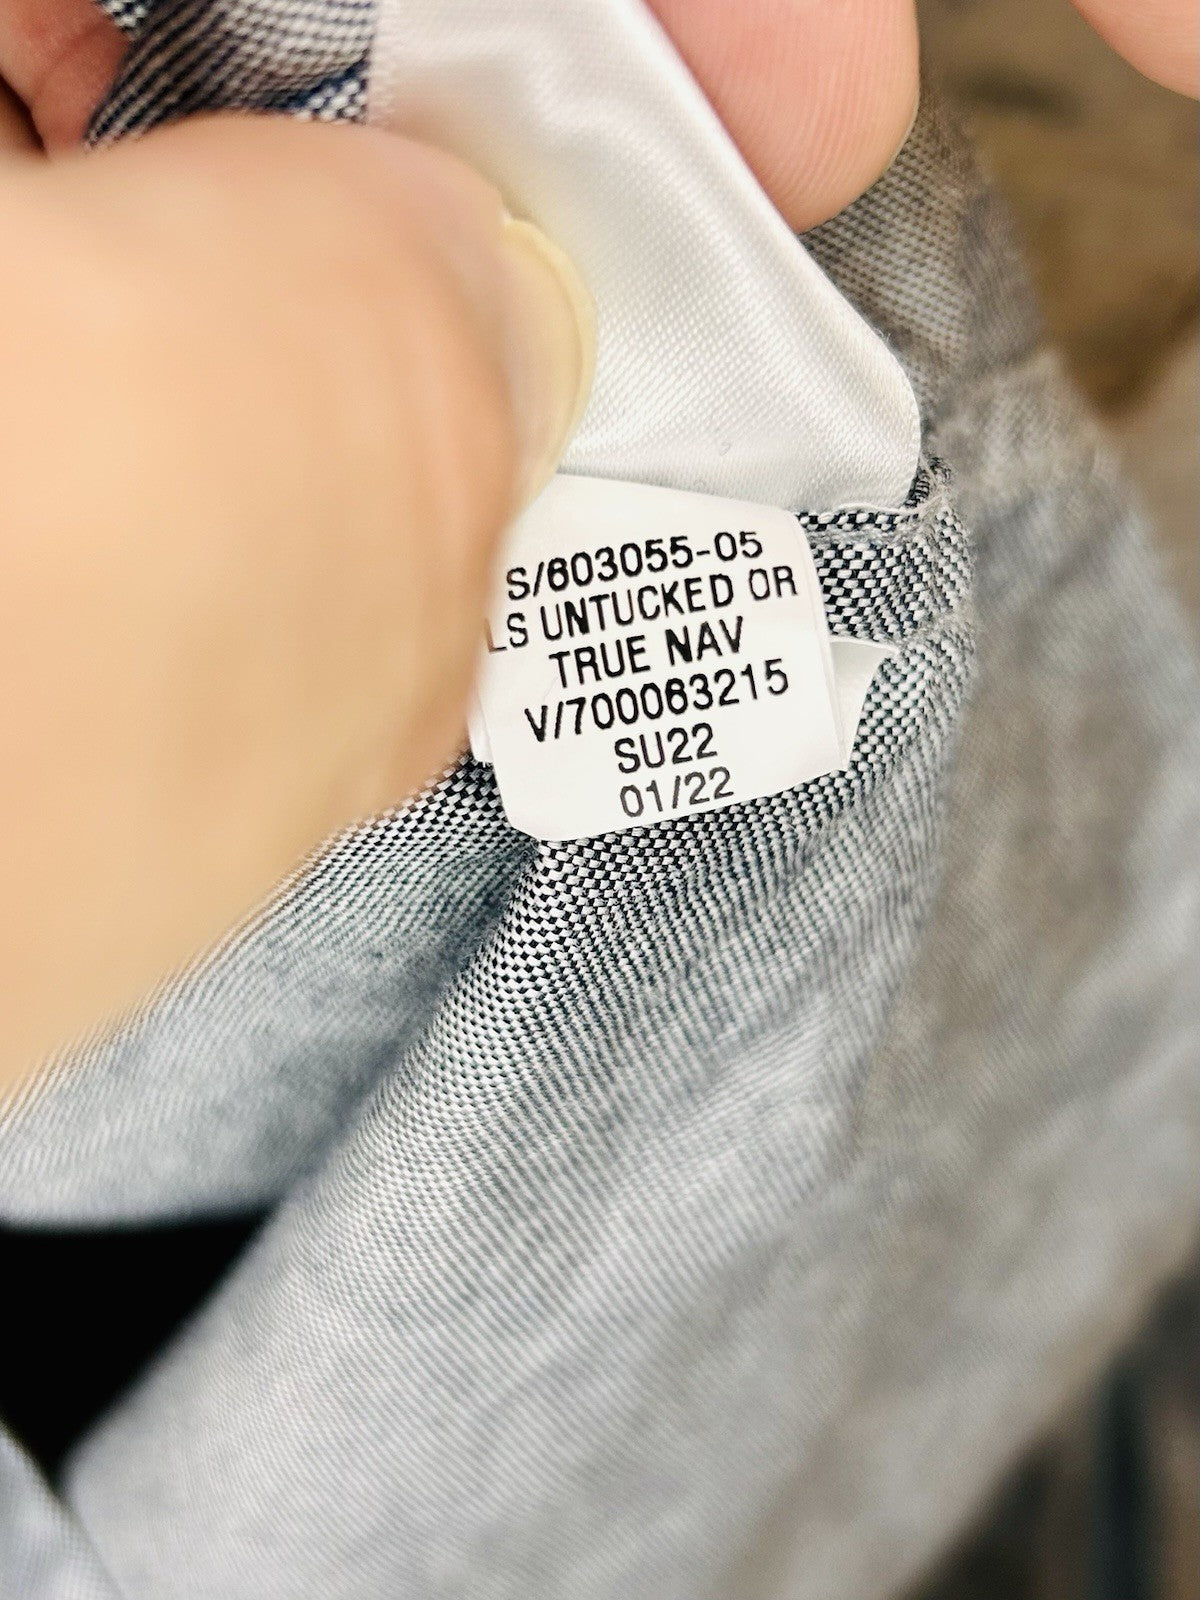 S/603055-05
LS UNTUCKED OR
TRUE NAV
V/700063215
SU22
01/22